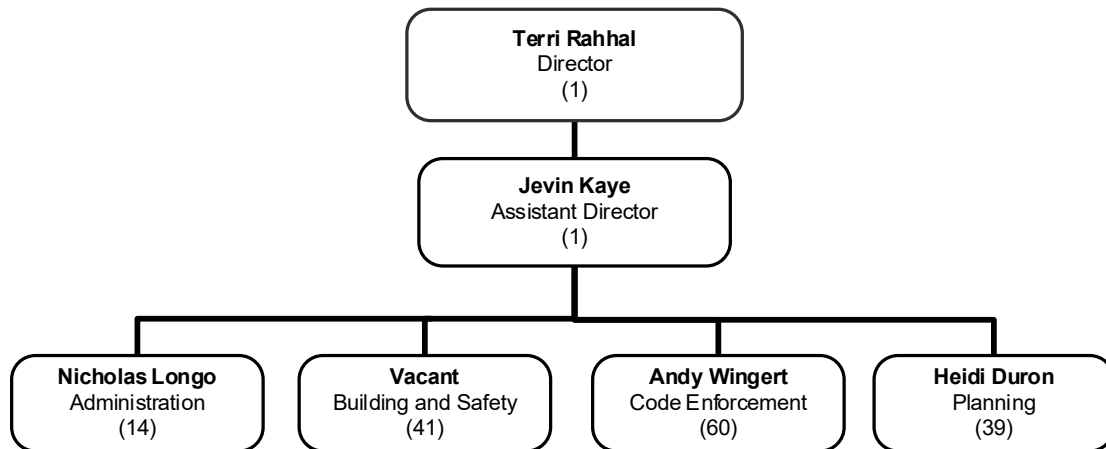 Terri Rahhal
Director
(1)
Jevin Kaye
Assistant Director
(1)
Nicholas Longo
Administration
(14)
Vacant
Building and Safety
(41)
Andy Wingert
Code Enforcement
(60)
Heidi Duron
Planning
(39)